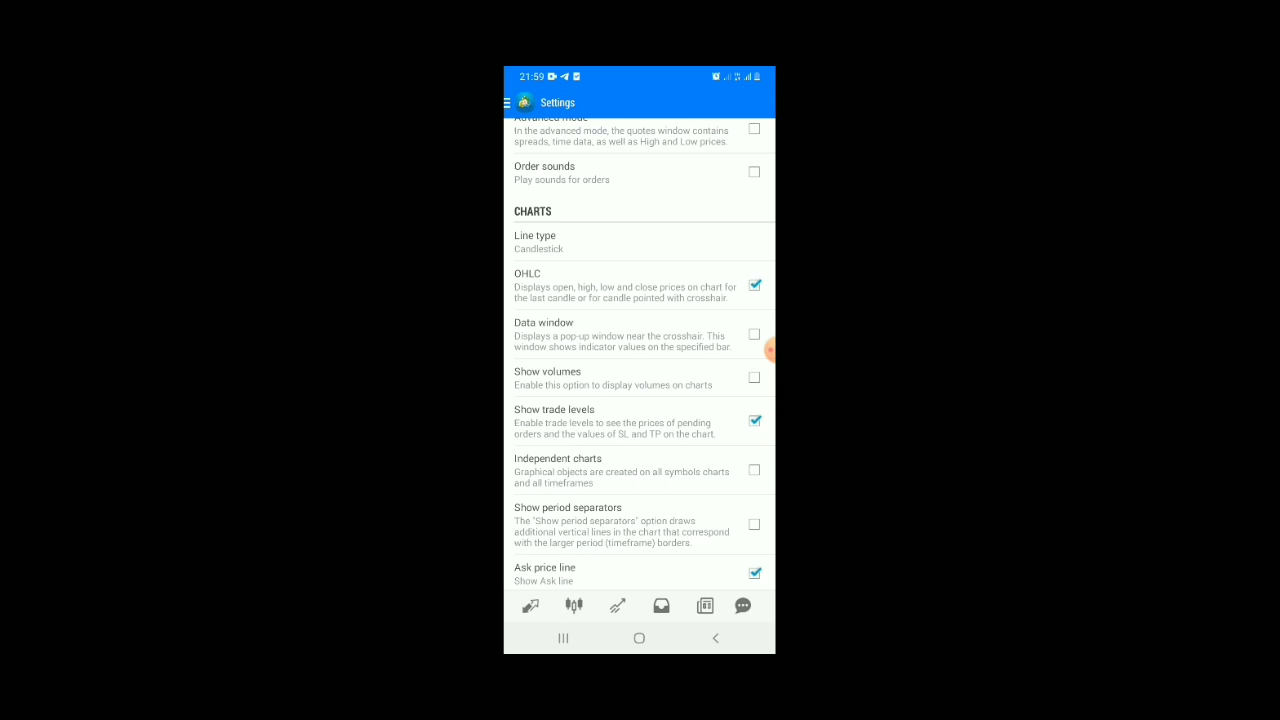 21:59
Settings
Advanced mode
In the advanced mode, the quotes window contains
spreads, time data, as well as High and Low prices.
Order sounds
Play sounds for orders
CHARTS
Line type
Candlestick
OHLC
Displays open, high, low and close prices on chart for
the last candle or for candle pointed with crosshair.
Data window
Displays a pop-up window near the crosshair. This
window shows indicator values on the specified bar.
Show volumes
Enable this option to display volumes on charts
Show trade levels
Enable trade levels to see the prices of pending
orders and the values of SL and TP on the chart.
Independent charts
Graphical objects are created on all symbols charts
and all timeframes
Show period separators
The "Show period separators" option draws
additional vertical lines in the chart that correspond
with the larger period (timeframe) borders.
Ask price line
Show Ask line